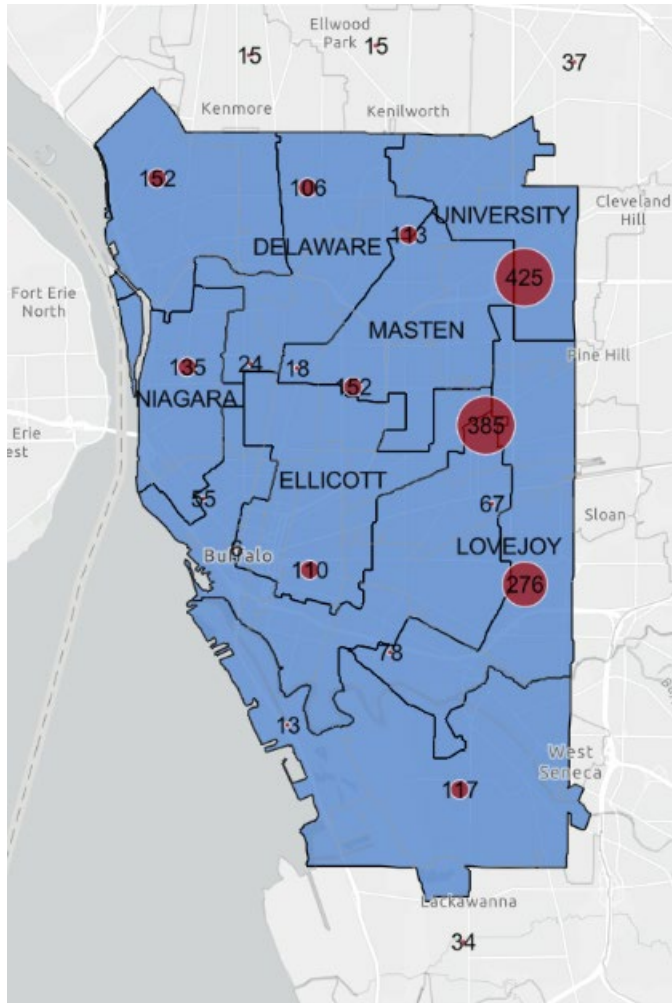 Ellwood
Park
15
15
37
Kenmore
Kenilworth
152
106
UNIVERSITY
Cleveland
Hill
113
DELAWARE
425
Fort Erie
North
MASTEN
Pine Hill
135
24
18
152
NIAGARA
385
Erie
est
ELLICOTT
55
67
Sloan
6
Buffalo
LOVEJOY
110
276
78
13
West
Seneca
117
Lackawanna
34